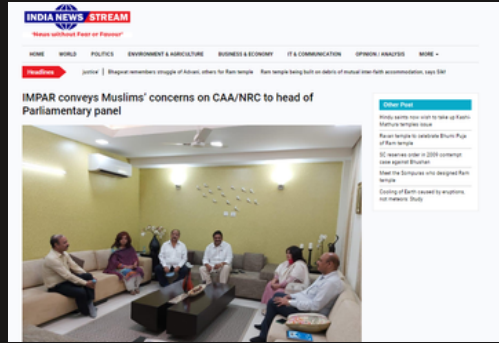 INDIA NEWS STREAM
"News without Fear or Favour"
HOME WORLD POLITICS ENVIRONMENT & AGRICULTURE BUSINESS & ECONOMY IT & COMMUNICATION OPINION / ANALYSIS MORE
Headlines justice' | Bhagwat remembers struggle of Advani, others for Ram temple Ram temple being built on debris of mutual inter-faith accommodation, says SAH
IMPAR conveys Muslims' concerns on CAA/NRC to head of
Parliamentary panel
Other Post
Hindu saints now wish to take up Kashi-
Mathura temples issue
Ravan temple to celebrate Bhumi Puja
of Ram temple
SC reserves order in 2009 contempt
case against Bhushan
Meet the Sompuras who designed Ram
temple
Cooling of Earth caused by eruptions,
not meteors: Study